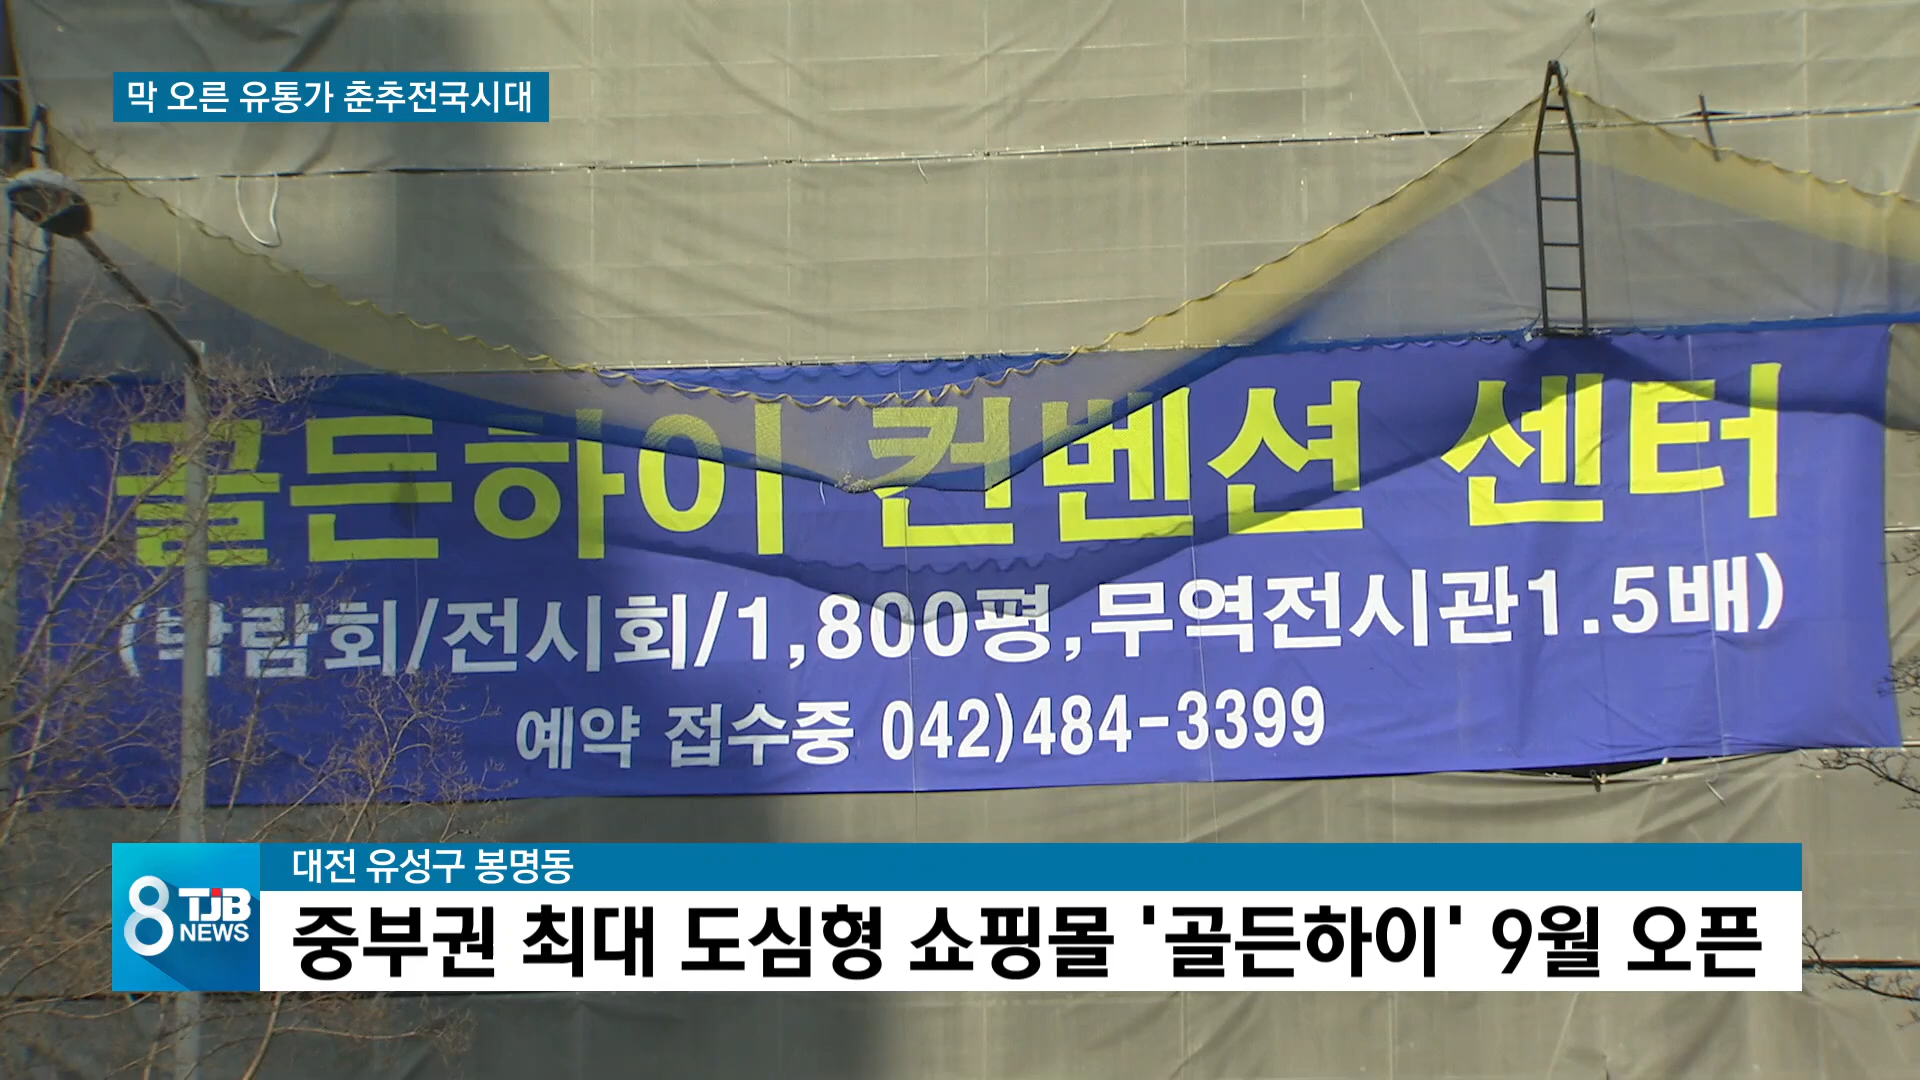 막 오른 유통가 춘추전국시대
골든하이 컨벤션 센터
(박람회/전시회/1,800평,무역전시관1.5배)
예약 접수중 042)484-3399
대전 유성구 봉명동
8 TJB NEWS
중부권 최대 도심형 쇼핑몰 '골든하이' 9월 오픈